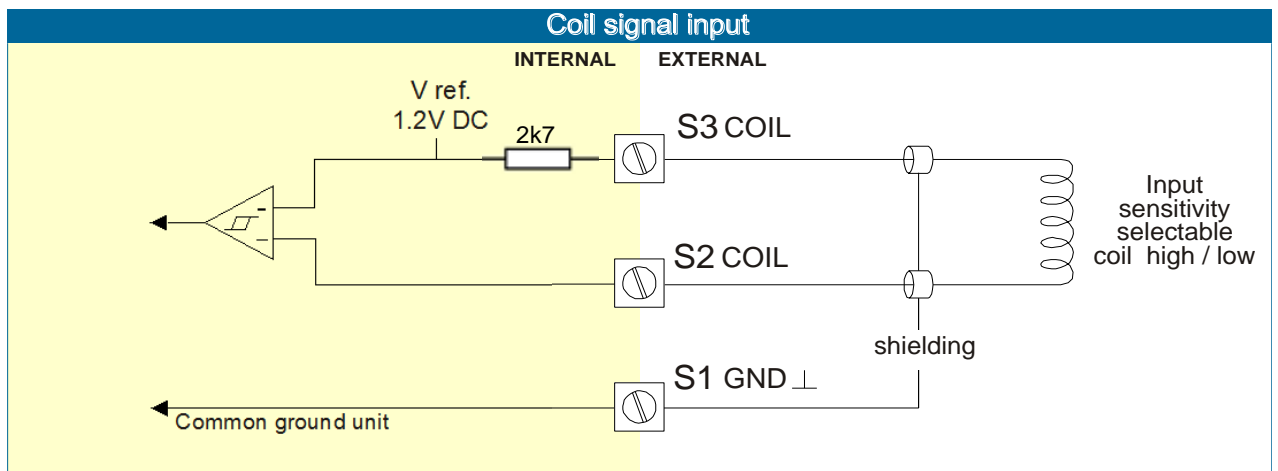 Coil signal input
INTERNAL EXTERNAL
V ref.
1.2V DC
2k7
S3 COIL
Input
sensitivity
selectable
coil high / low
S2 COIL
shielding
S1 GND ⊥
Common ground unit